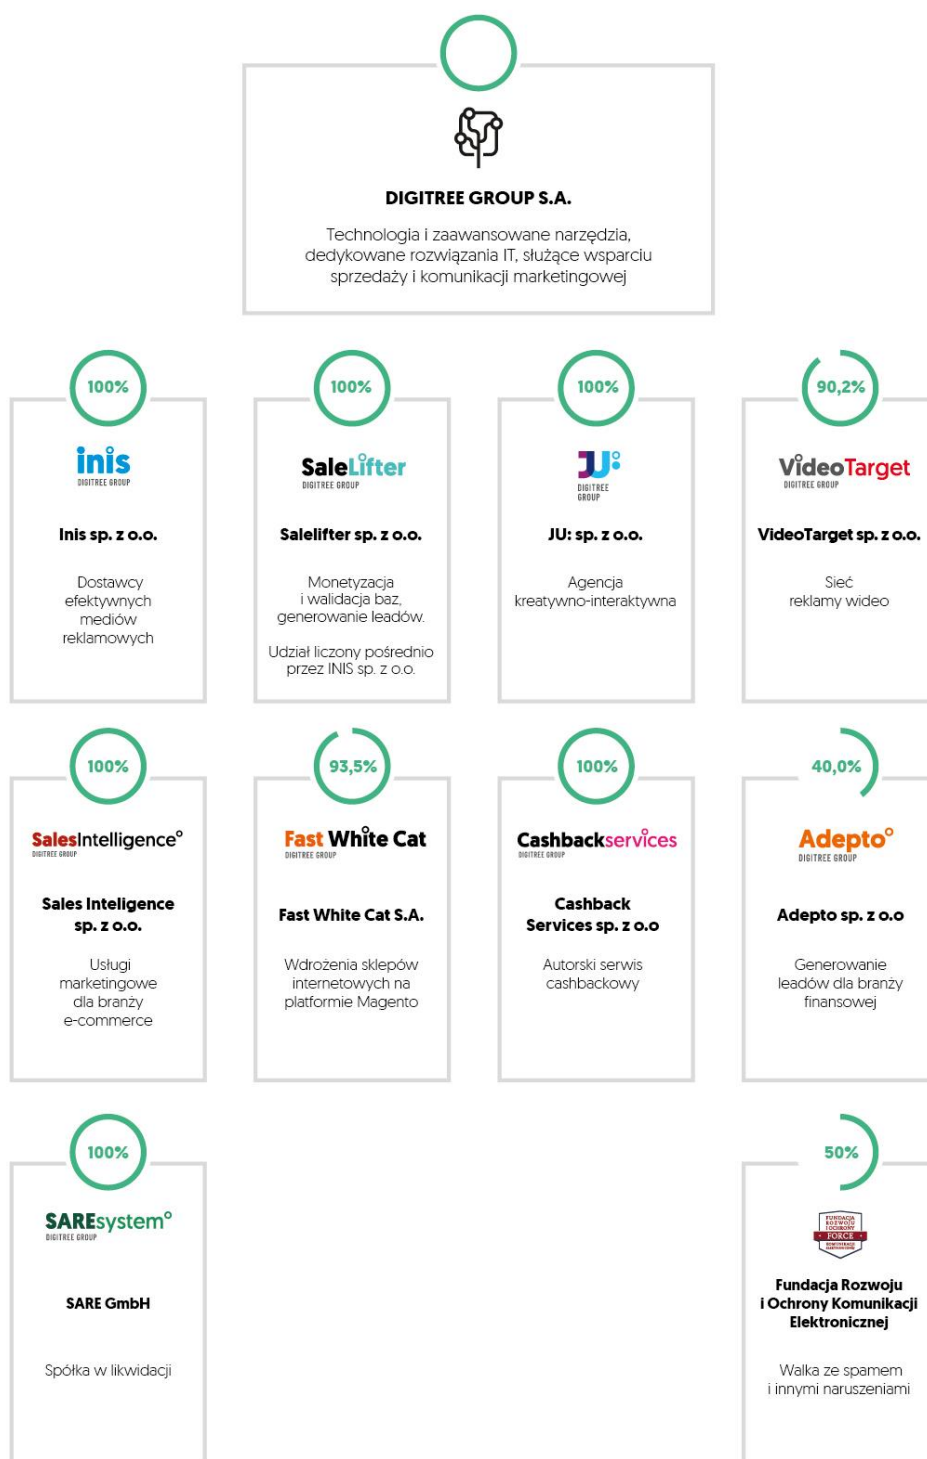 DIGITREE GROUP S.A.
Technologia i zaawansowane narzędzia,
dedykowane rozwiązania IT, służące wsparciu
sprzedaży i komunikacji marketingowej
100%
inis
DIGITREE GROUP
Inis sp. z o.o.
Dostawcy
efektywnych
mediów
reklamowych
100%
SaleLifter
DIGITREE GROUP
Salelifter sp. z o.o.
Monetyzacja
i walidacja baz,
generowanie leadów.
Udział liczony pośrednio
przez INIS sp. z o.o.
100%
JU:
DIGITREE
GROUP
JU: sp. z o.o.
Agencja
kreatywno-interaktywna
90,2%
VideoTarget
DIGITREE GROUP
VideoTarget sp. z o.o.
Sieć
reklamy wideo
100%
SalesIntelligence
DIGITREE GROUP
Sales Inteligence
sp. z o.o.
Usługi
marketingowe
dla branży
e-commerce
93,5%
Fast White Cat
DIGITREE GROUP
Fast White Cat S.A.
Wdrożenia sklepów
internetowych na
platformie Magento
100%
Cashbackservices
DIGITREE GROUP
Cashback
Services sp. z o.o
Autorski serwis
cashbackowy
40,0%
Adepto
DIGITREE GROUP
Adepto sp. z o.o
Generowanie
leadów dla branży
finansowej
100%
SAREsystem
DIGITREE GROUP
SARE GmbH
Spółka w likwidacji
50%
FUNDACJA
ROZWOJU
I OCHRONY
FORCE
KOMUNIKACJI
ELEKTRONICZNEJ
Fundacja Rozwoju
i Ochrony Komunikacji
Elektronicznej
Walka ze spamem
i innymi naruszeniami